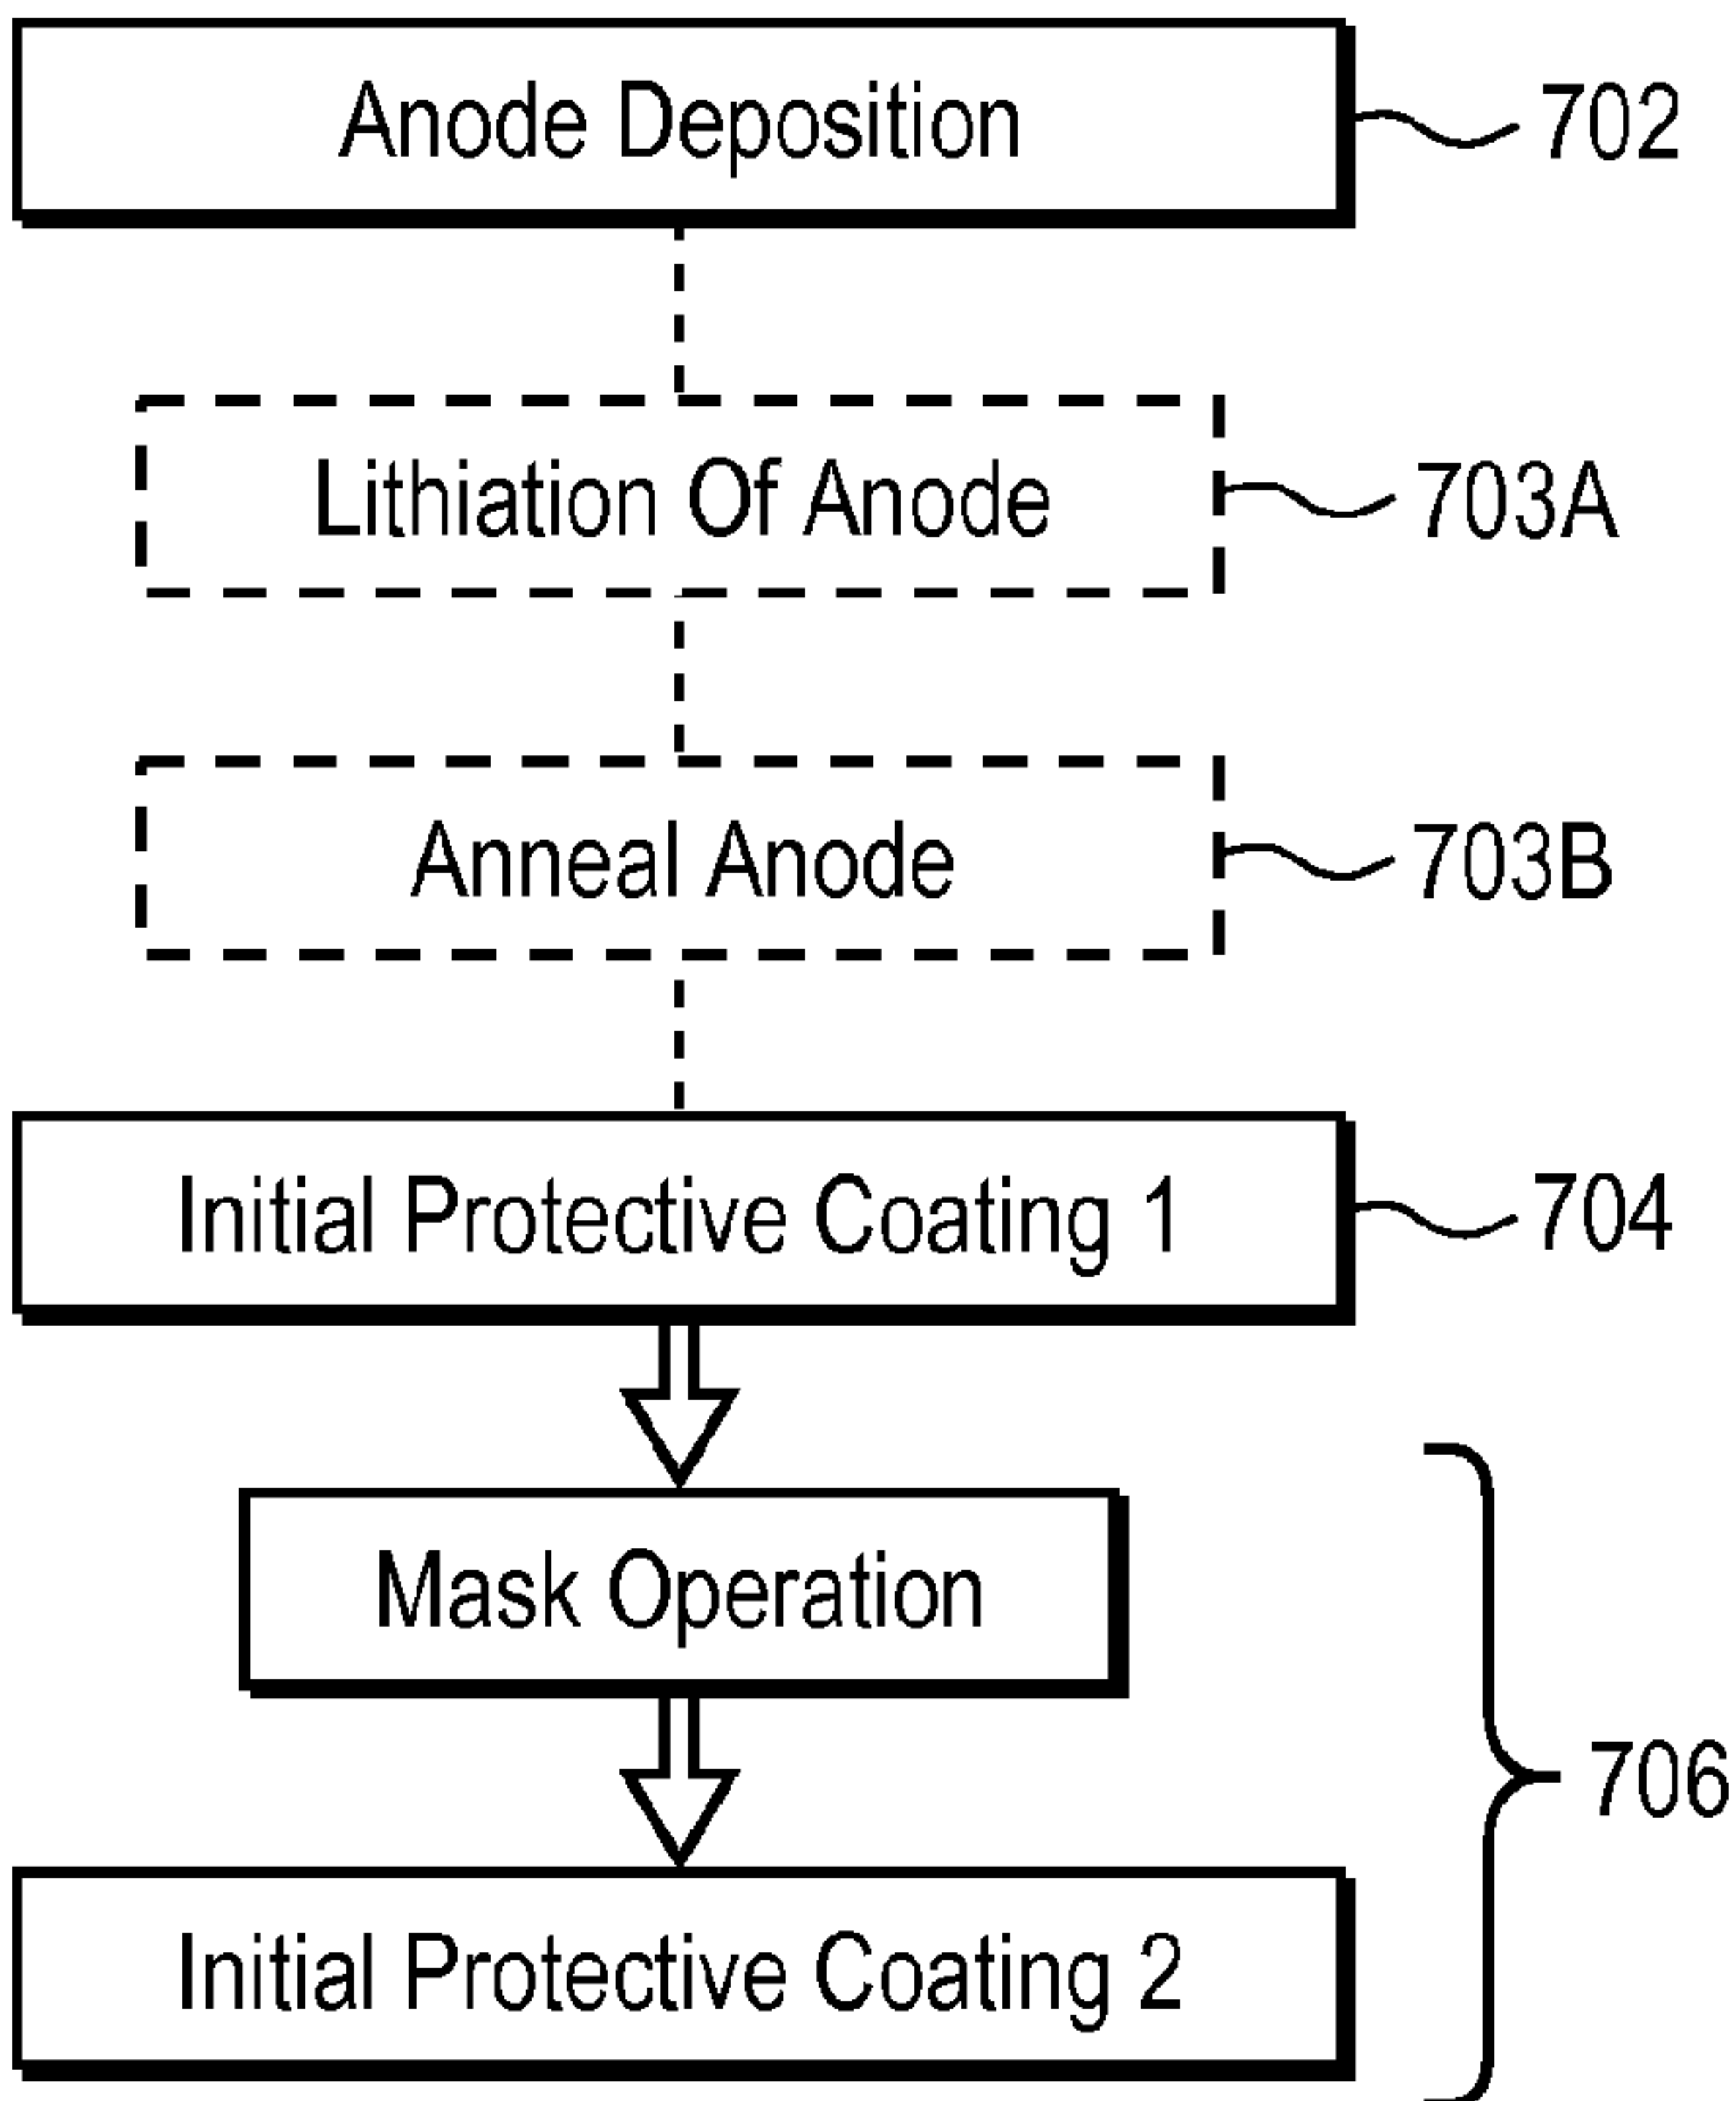 Anode Deposition 702
Lithiation Of Anode 703A
Anneal Anode 703B
Initial Protective Coating 1 704
Mask Operation
706
Initial Protective Coating 2